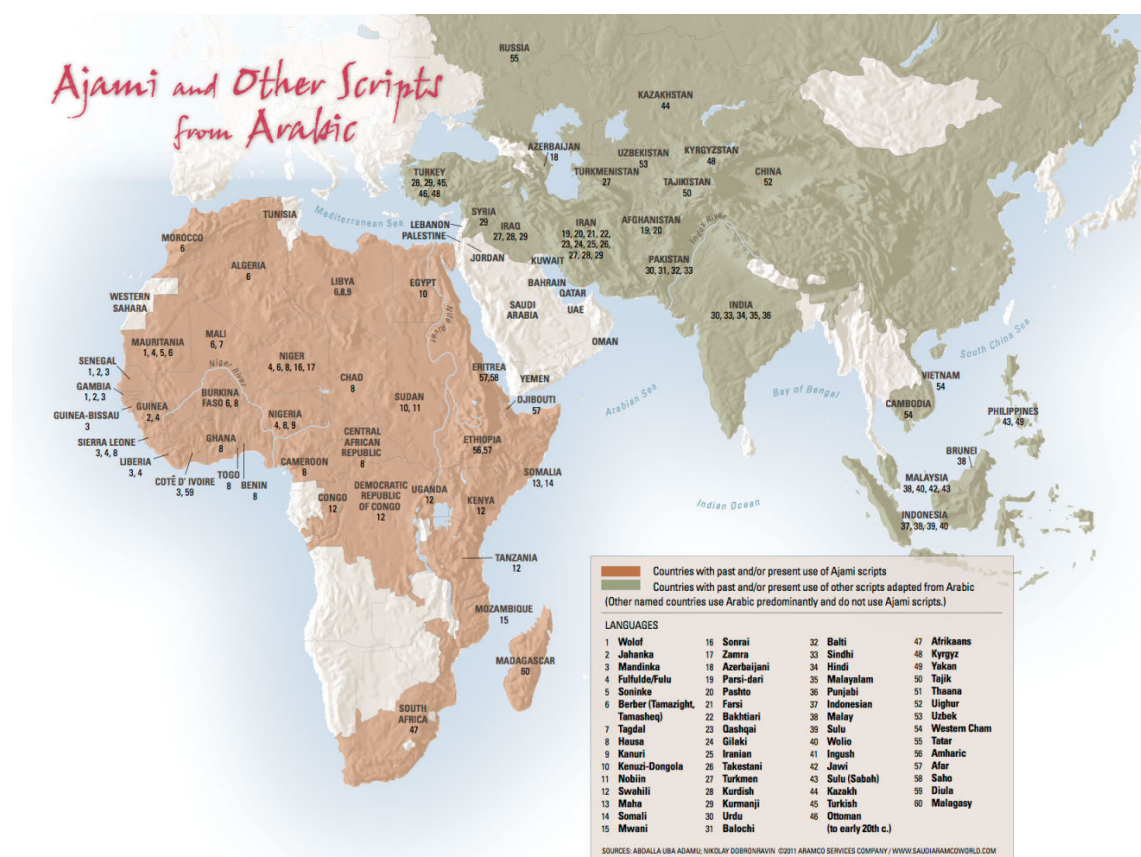 Ajami and Other Scripts
from Arabic
RUSSIA
55
KAZAKHSTAN
44
AZERBAIJAN
18
UZBEKISTAN
53
KYRGYZSTAN
48
TURKMENISTAN
27
TAJIKISTAN
50
CHINA
52
TURKEY
28, 29, 45,
46, 48
TUNISIA
Mediterranean Sea
LEBANON
PALESTINE
SYRIA
29
IRAQ
27, 28, 29
IRAN
19, 20, 21, 22,
23, 24, 25, 26,
27, 28, 29
AFGHANISTAN
19, 20
Indus River
PAKISTAN
30, 31, 32, 33
MOROCCO
6
ALGERIA
6
LIBYA
6,8,9
EGYPT
10
Nile River
JORDAN
KUWAIT
BAHRAIN
QATAR
UAE
SAUDI
ARABIA
OMAN
YEMEN
INDIA
30, 33, 34, 35, 36
WESTERN
SAHARA
MAURITANIA
1, 4, 5, 6
MALI
6, 7
NIGER
4, 6, 8, 16, 17
Niger River
CHAD
8
SUDAN
10, 11
ERITREA
57,58
DJIBOUTI
57
SENEGAL
1, 2, 3
GAMBIA
1, 2, 3
GUINEA-BISSAU
3
GUINEA
2, 4
BURKINA
FASO 6, 8
NIGERIA
4, 8, 9
SIERRA LEONE
3, 4, 8
LIBERIA
3, 4
GHANA
8
COTÊ D' IVOIRE
3, 59
TOGO
8
BENIN
8
CAMEROON
8
CENTRAL
AFRICAN
REPUBLIC
8
ETHIOPIA
56,57
SOMALIA
13, 14
CONGO
12
DEMOCRATIC
REPUBLIC
OF CONGO
12
UGANDA
12
KENYA
12
TANZANIA
12
MOZAMBIQUE
15
MADAGASCAR
60
SOUTH
AFRICA
47
Arabian Sea
Bay of Bengal
South China Sea
Indian Ocean
VIETNAM
54
CAMBODIA
54
PHILIPPINES
43, 49
BRUNEI
38
MALAYSIA
38, 40, 42, 43
INDONESIA
37, 38, 39, 40
Countries with past and/or present use of Ajami scripts
Countries with past and/or present use of other scripts adapted from Arabic
(Other named countries use Arabic predominantly and do not use Ajami scripts.)
LANGUAGES
1 Wolof
2 Jahanka
3 Mandinka
4 Fulfulde/Fulu
5 Soninke
6 Berber (Tamazight,
Tamasheq)
7 Tagdal
8 Hausa
9 Kanuri
10 Kenuzi-Dongola
11 Nobiin
12 Swahili
13 Maha
14 Somali
15 Mwani
16 Sonrai
17 Zamra
18 Azerbaijani
19 Parsi-dari
20 Pashto
21 Farsi
22 Bakhtiari
23 Qashqai
24 Gilaki
25 Iranian
26 Takestani
27 Turkmen
28 Kurdish
29 Kurmanji
30 Urdu
31 Balochi
32 Balti
33 Sindhi
34 Hindi
35 Malayalam
36 Punjabi
37 Indonesian
38 Malay
39 Sulu
40 Wolio
41 Ingush
42 Jawi
43 Sulu (Sabah)
44 Kazakh
45 Turkish
46 Ottoman
(to early 20th c.)
47 Afrikaans
48 Kyrgyz
49 Yakan
50 Tajik
51 Thaana
52 Uighur
53 Uzbek
54 Western Cham
55 Tatar
56 Amharic
57 Afar
58 Saho
59 Diula
60 Malagasy
SOURCES: ABDALLA UBA ADAMU; NIKOLAY DOBRONRAVIN ©2011 ARAMCO SERVICES COMPANY / WWW.SAUDIARAMCOWORLD.COM